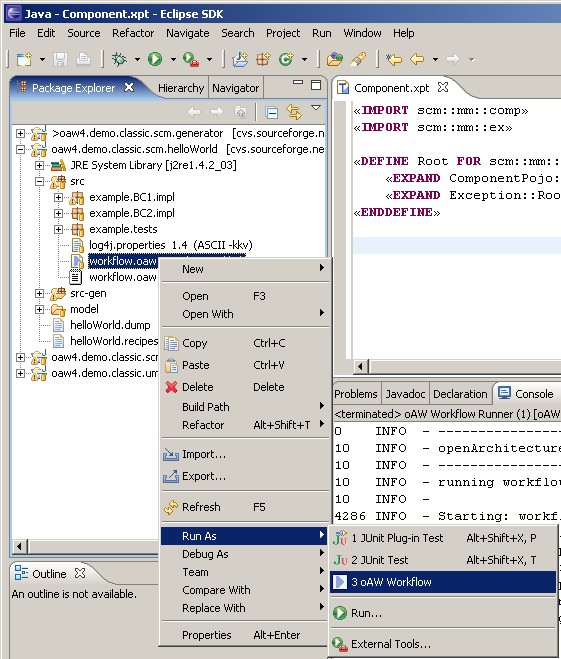 Java - Component.xpt - Eclipse SDK
File Edit Source Refactor Navigate Search Project Run Window Help
Package Explorer Hierarchy Navigator
>oaw4.demo.classic.scm.generator [cvs.sourceforge.n
oaw4.demo.classic.scm.helloWorld [cvs.sourceforge.ne
JRE System Library [j2re1.4.2_03]
src
example.BC1.impl
example.BC2.impl
example.tests
log4j.properties 1.4 (ASCII -kkv)
workflow.oaw
workflow.oaw
src-gen
model
helloWorld.dump
helloWorld.recipes
oaw4.demo.classic.scm
oaw4.demo.classic.um
Component.xpt
«IMPORT scm::mm::comp»
«IMPORT scm::mm::ex»
«DEFINE Root FOR scm::mm::
«EXPAND ComponentPojo:
«EXPAND Exception::Roo
«ENDDEFINE»
New
Open F3
Open With
Copy Ctrl+C
Paste Ctrl+V
Delete Delete
Build Path
Refactor Alt+Shift+T
Import...
Export...
Refresh F5
Run As
Debug As
Team
Compare With
Replace With
Properties Alt+Enter
1 JUnit Plug-in Test Alt+Shift+X, P
2 JUnit Test Alt+Shift+X, T
3 oAW Workflow
Run...
External Tools...
Problems Javadoc Declaration Console
<terminated> oAW Workflow Runner (1) [oAW
0 INFO - -----------------
10 INFO - openArchitecture
10 INFO - -----------------
10 INFO - running workflow
10 INFO -
4286 INFO - Starting: workf
Outline
An outline is not available.